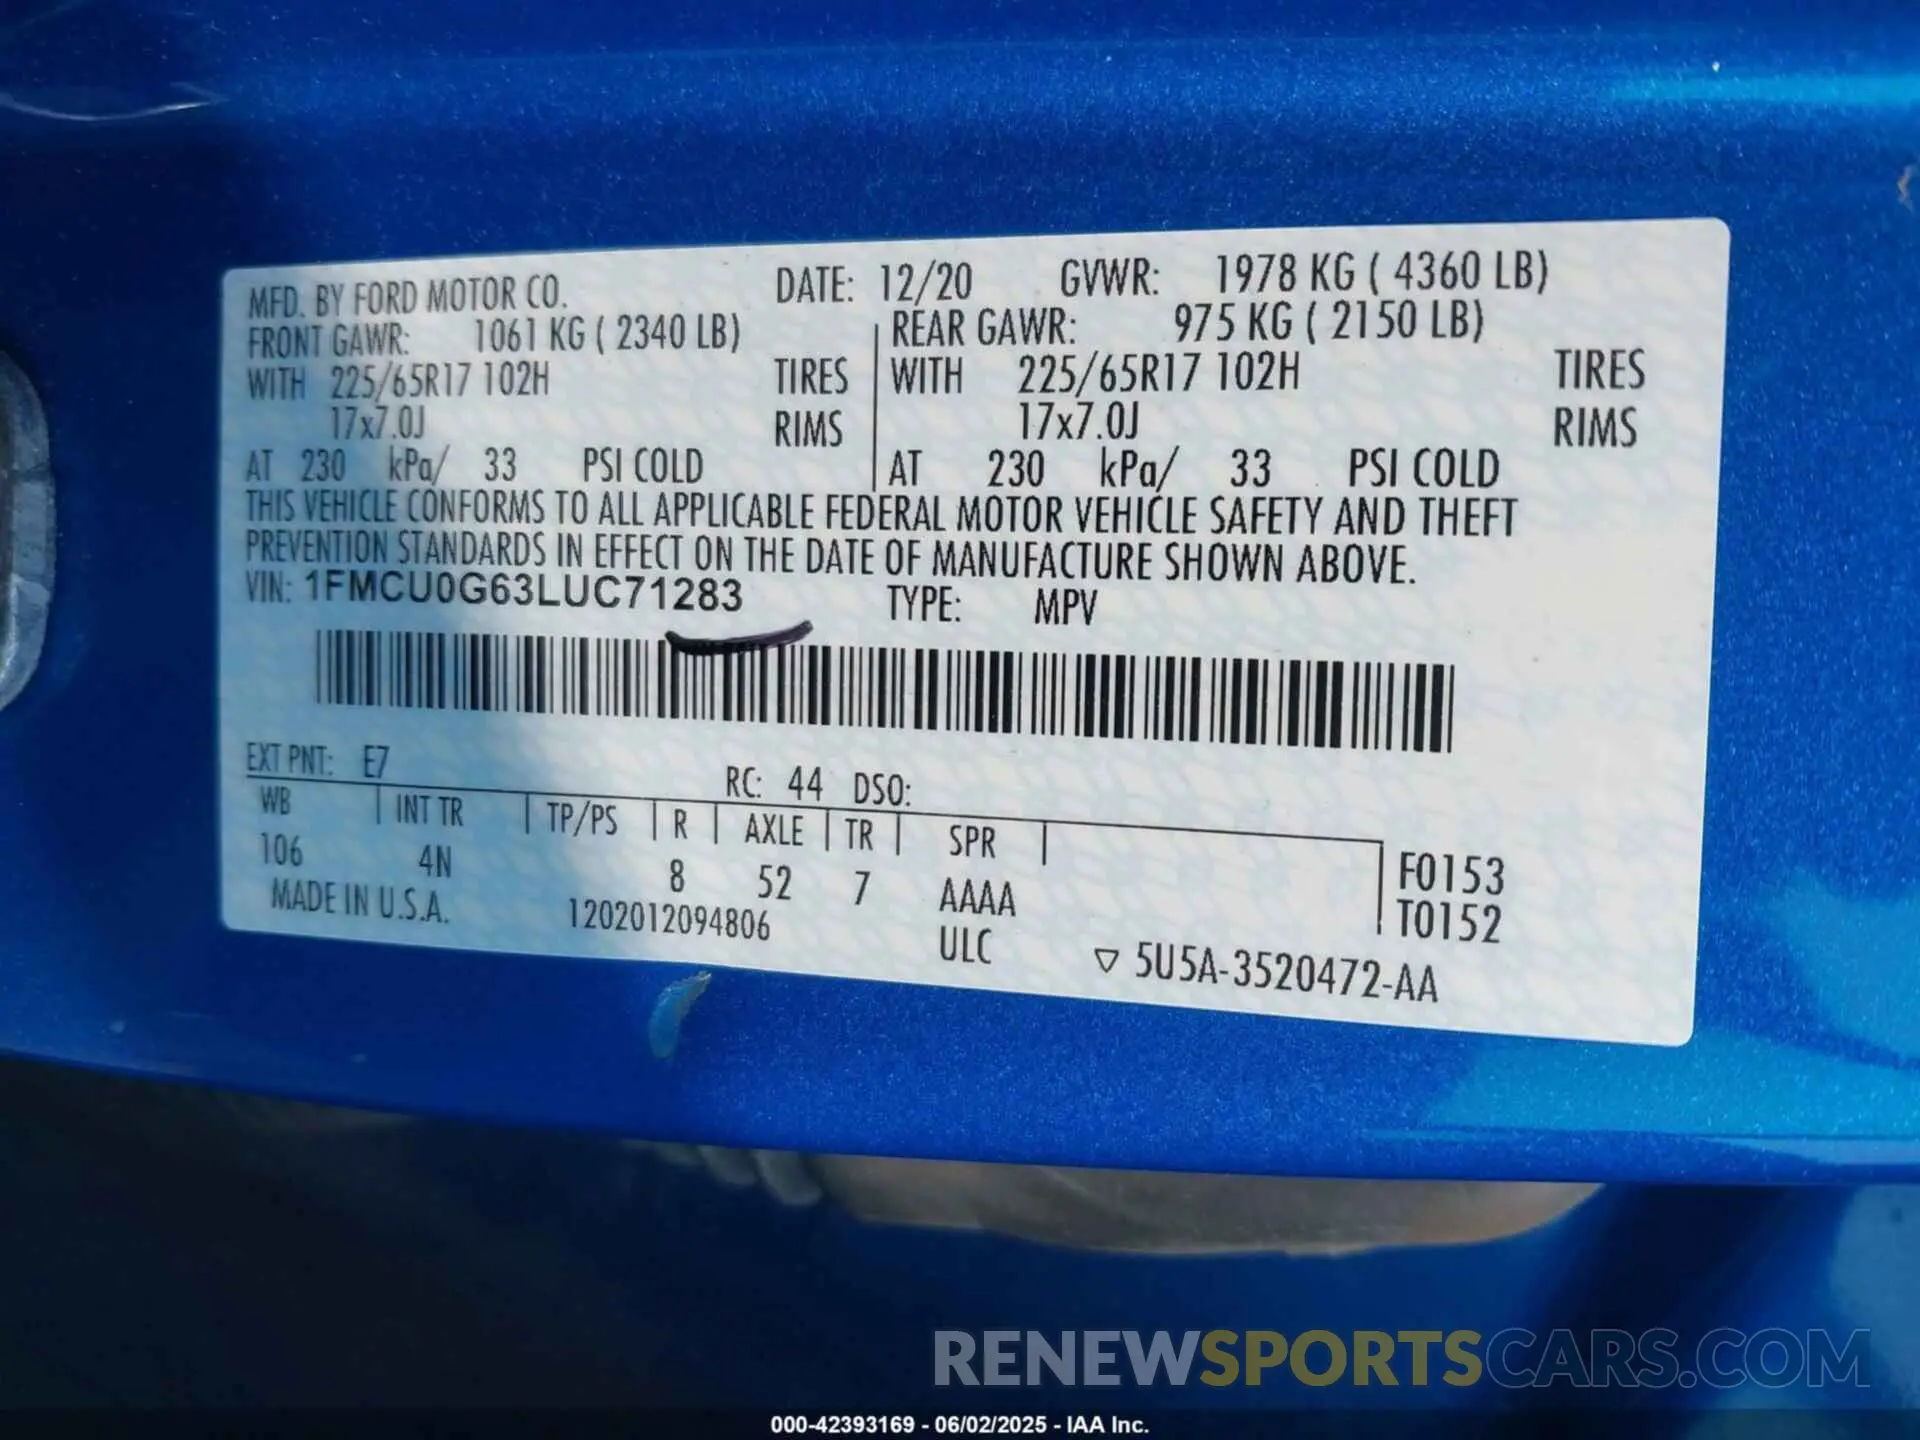 MFD. BY FORD MOTOR CO. DATE: 12/20 GVWR: 1978 KG ( 4360 LB)
FRONT GAWR: 1061 KG ( 2340 LB) REAR GAWR: 975 KG ( 2150 LB)
WITH 225/65R17 102H TIRES WITH 225/65R17 102H TIRES
17x7.0J RIMS 17x7.0J RIMS
AT 230 kPa/ 33 PSI COLD AT 230 kPa/ 33 PSI COLD
THIS VEHICLE CONFORMS TO ALL APPLICABLE FEDERAL MOTOR VEHICLE SAFETY AND THEFT
PREVENTION STANDARDS IN EFFECT ON THE DATE OF MANUFACTURE SHOWN ABOVE.
VIN: 1FMCU0G63LUC71283 TYPE: MPV
EXT PNT: E7 RC: 44 DSO:
WB INT TR TP/PS R AXLE TR SPR
106 4N 8 52 7 AAAA F0153
MADE IN U.S.A. 1202012094806 ULC T0152
▽ 5U5A-3520472-AA
RENEWSPORTSCARS.COM
000-42393169 - 06/02/2025 - IAA Inc.